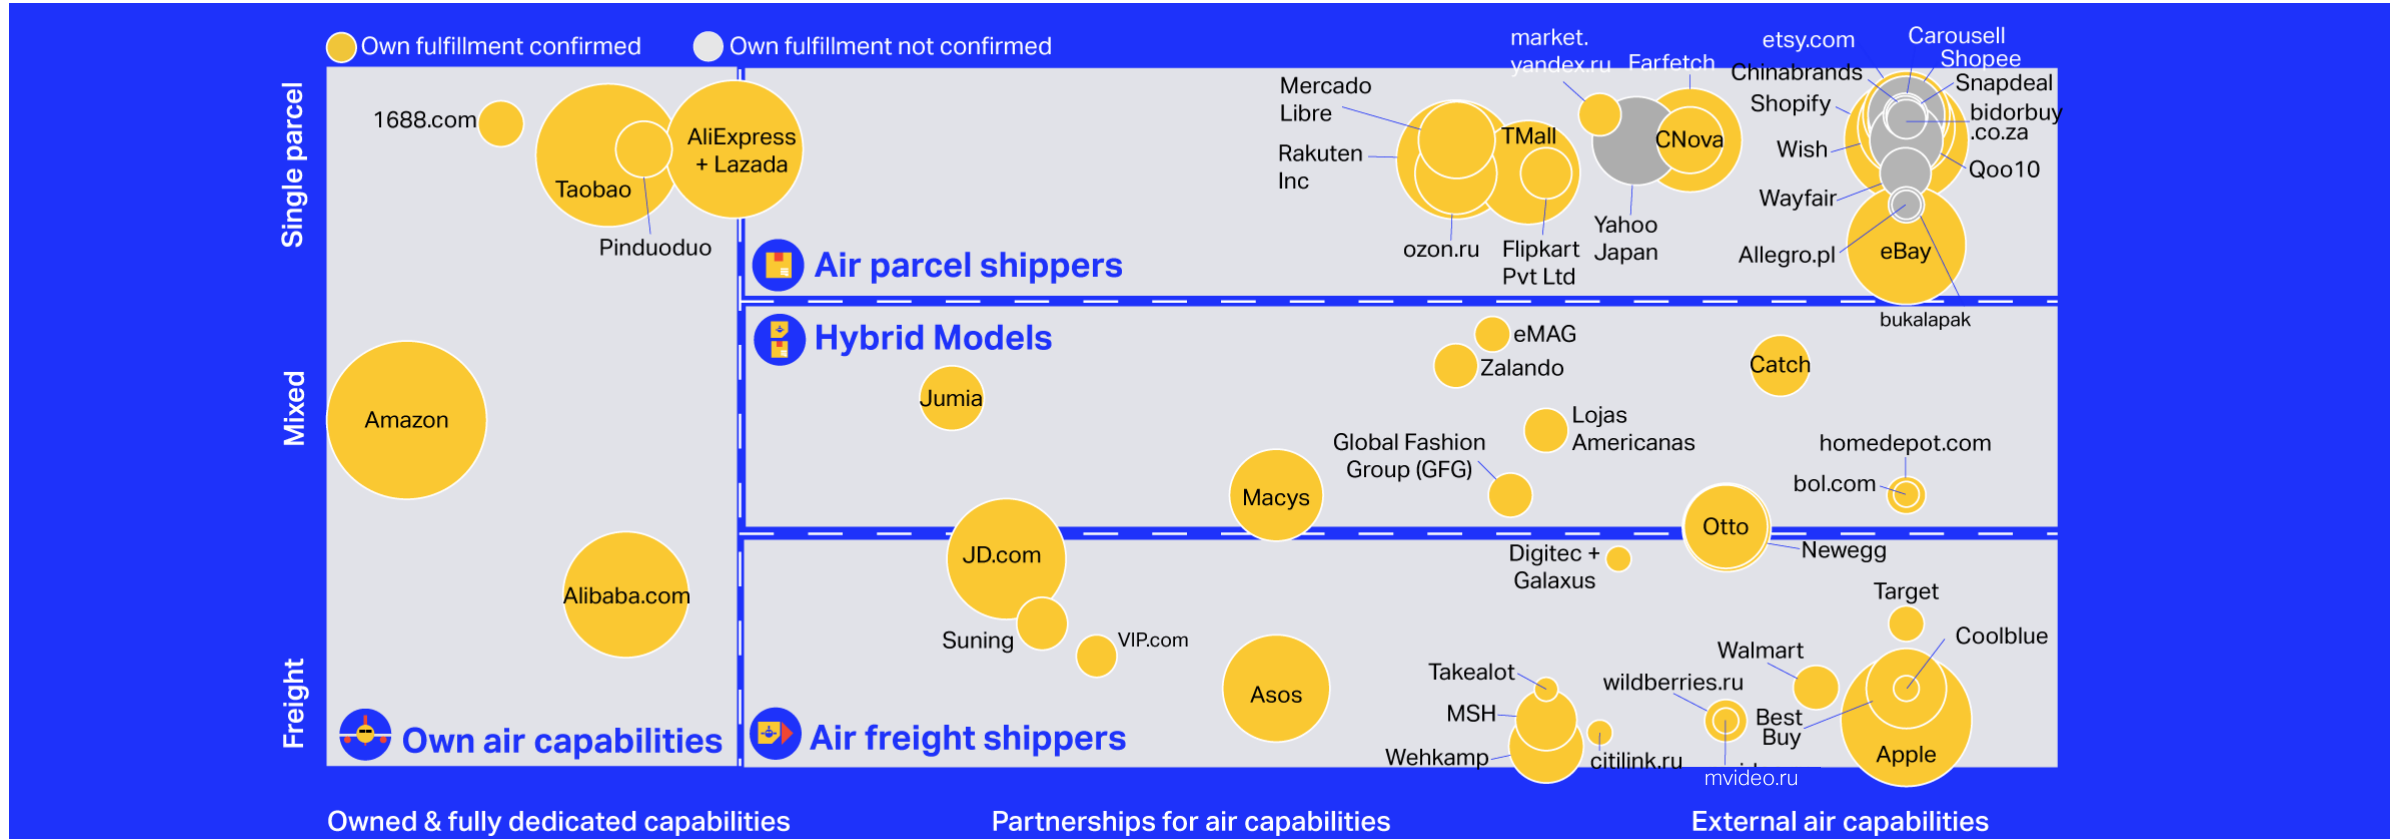 Own fulfillment confirmed
Own fulfillment not confirmed
Single parcel
Mixed
Freight
1688.com
Taobao
Pinduoduo
AliExpress
+ Lazada
Mercado
Libre
Rakuten
Inc
ozon.ru
TMall
Flipkart
Pvt Ltd
market.
yandex.ru
Farfetch
CNova
Yahoo
Japan
etsy.com
Carousell
Shopee
Chinabrands
Snapdeal
Shopify
bidorbuy
.co.za
Wish
Qoo10
Wayfair
Allegro.pl
eBay
bukalapak
Air parcel shippers
Hybrid Models
eMAG
Zalando
Catch
Jumia
Amazon
Lojas
Americanas
Global Fashion
Group (GFG)
Macys
homedepot.com
bol.com
Otto
Newegg
JD.com
Digitec +
Galaxus
Alibaba.com
Suning
VIP.com
Target
Coolblue
Walmart
Takealot
wildberries.ru
Asos
MSH
Best
Buy
Wehkamp
citilink.ru
mvideo.ru
Apple
Own air capabilities
Air freight shippers
Owned & fully dedicated capabilities
Partnerships for air capabilities
External air capabilities